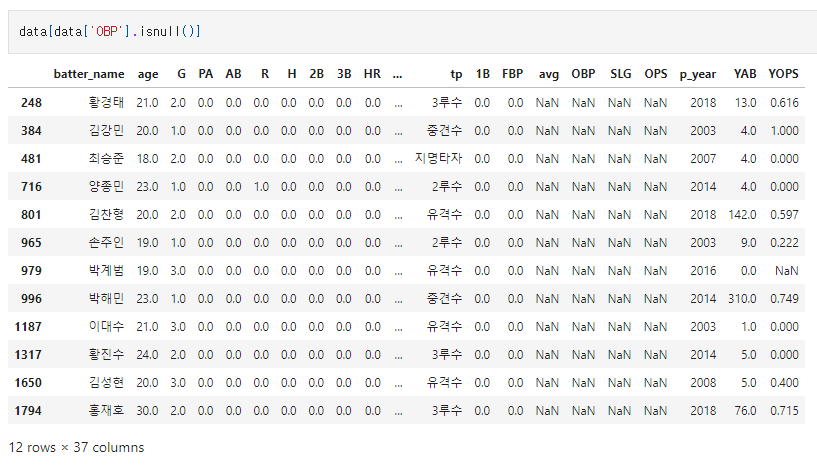 data[data['OBP'].isnull()]
batter_name age G PA AB R H 2B 3B HR ... tp 1B FBP avg OBP SLG OPS p_year YAB YOPS
248 황경태 21.0 2.0 0.0 0.0 0.0 0.0 0.0 0.0 0.0 ... 3루수 0.0 0.0 NaN NaN NaN NaN 2018 13.0 0.616
384 김강민 20.0 1.0 0.0 0.0 0.0 0.0 0.0 0.0 0.0 ... 중견수 0.0 0.0 NaN NaN NaN NaN 2003 4.0 1.000
481 최승준 18.0 2.0 0.0 0.0 0.0 0.0 0.0 0.0 0.0 ... 지명타자 0.0 0.0 NaN NaN NaN NaN 2007 4.0 0.000
716 양종민 23.0 1.0 0.0 0.0 1.0 0.0 0.0 0.0 0.0 ... 2루수 0.0 0.0 NaN NaN NaN NaN 2014 4.0 0.000
801 김찬형 20.0 2.0 0.0 0.0 0.0 0.0 0.0 0.0 0.0 ... 유격수 0.0 0.0 NaN NaN NaN NaN 2018 142.0 0.597
965 손주인 19.0 1.0 0.0 0.0 0.0 0.0 0.0 0.0 0.0 ... 2루수 0.0 0.0 NaN NaN NaN NaN 2003 9.0 0.222
979 박계범 19.0 3.0 0.0 0.0 0.0 0.0 0.0 0.0 0.0 ... 유격수 0.0 0.0 NaN NaN NaN NaN 2016 0.0 NaN
996 박해민 23.0 1.0 0.0 0.0 0.0 0.0 0.0 0.0 0.0 ... 중견수 0.0 0.0 NaN NaN NaN NaN 2014 310.0 0.749
1187 이대수 21.0 3.0 0.0 0.0 0.0 0.0 0.0 0.0 0.0 ... 유격수 0.0 0.0 NaN NaN NaN NaN 2003 1.0 0.000
1317 황진수 24.0 2.0 0.0 0.0 0.0 0.0 0.0 0.0 0.0 ... 3루수 0.0 0.0 NaN NaN NaN NaN 2014 5.0 0.000
1650 김성현 20.0 3.0 0.0 0.0 0.0 0.0 0.0 0.0 0.0 ... 유격수 0.0 0.0 NaN NaN NaN NaN 2008 5.0 0.400
1794 홍재호 30.0 2.0 0.0 0.0 0.0 0.0 0.0 0.0 0.0 ... 3루수 0.0 0.0 NaN NaN NaN NaN 2018 76.0 0.715
12 rows × 37 columns